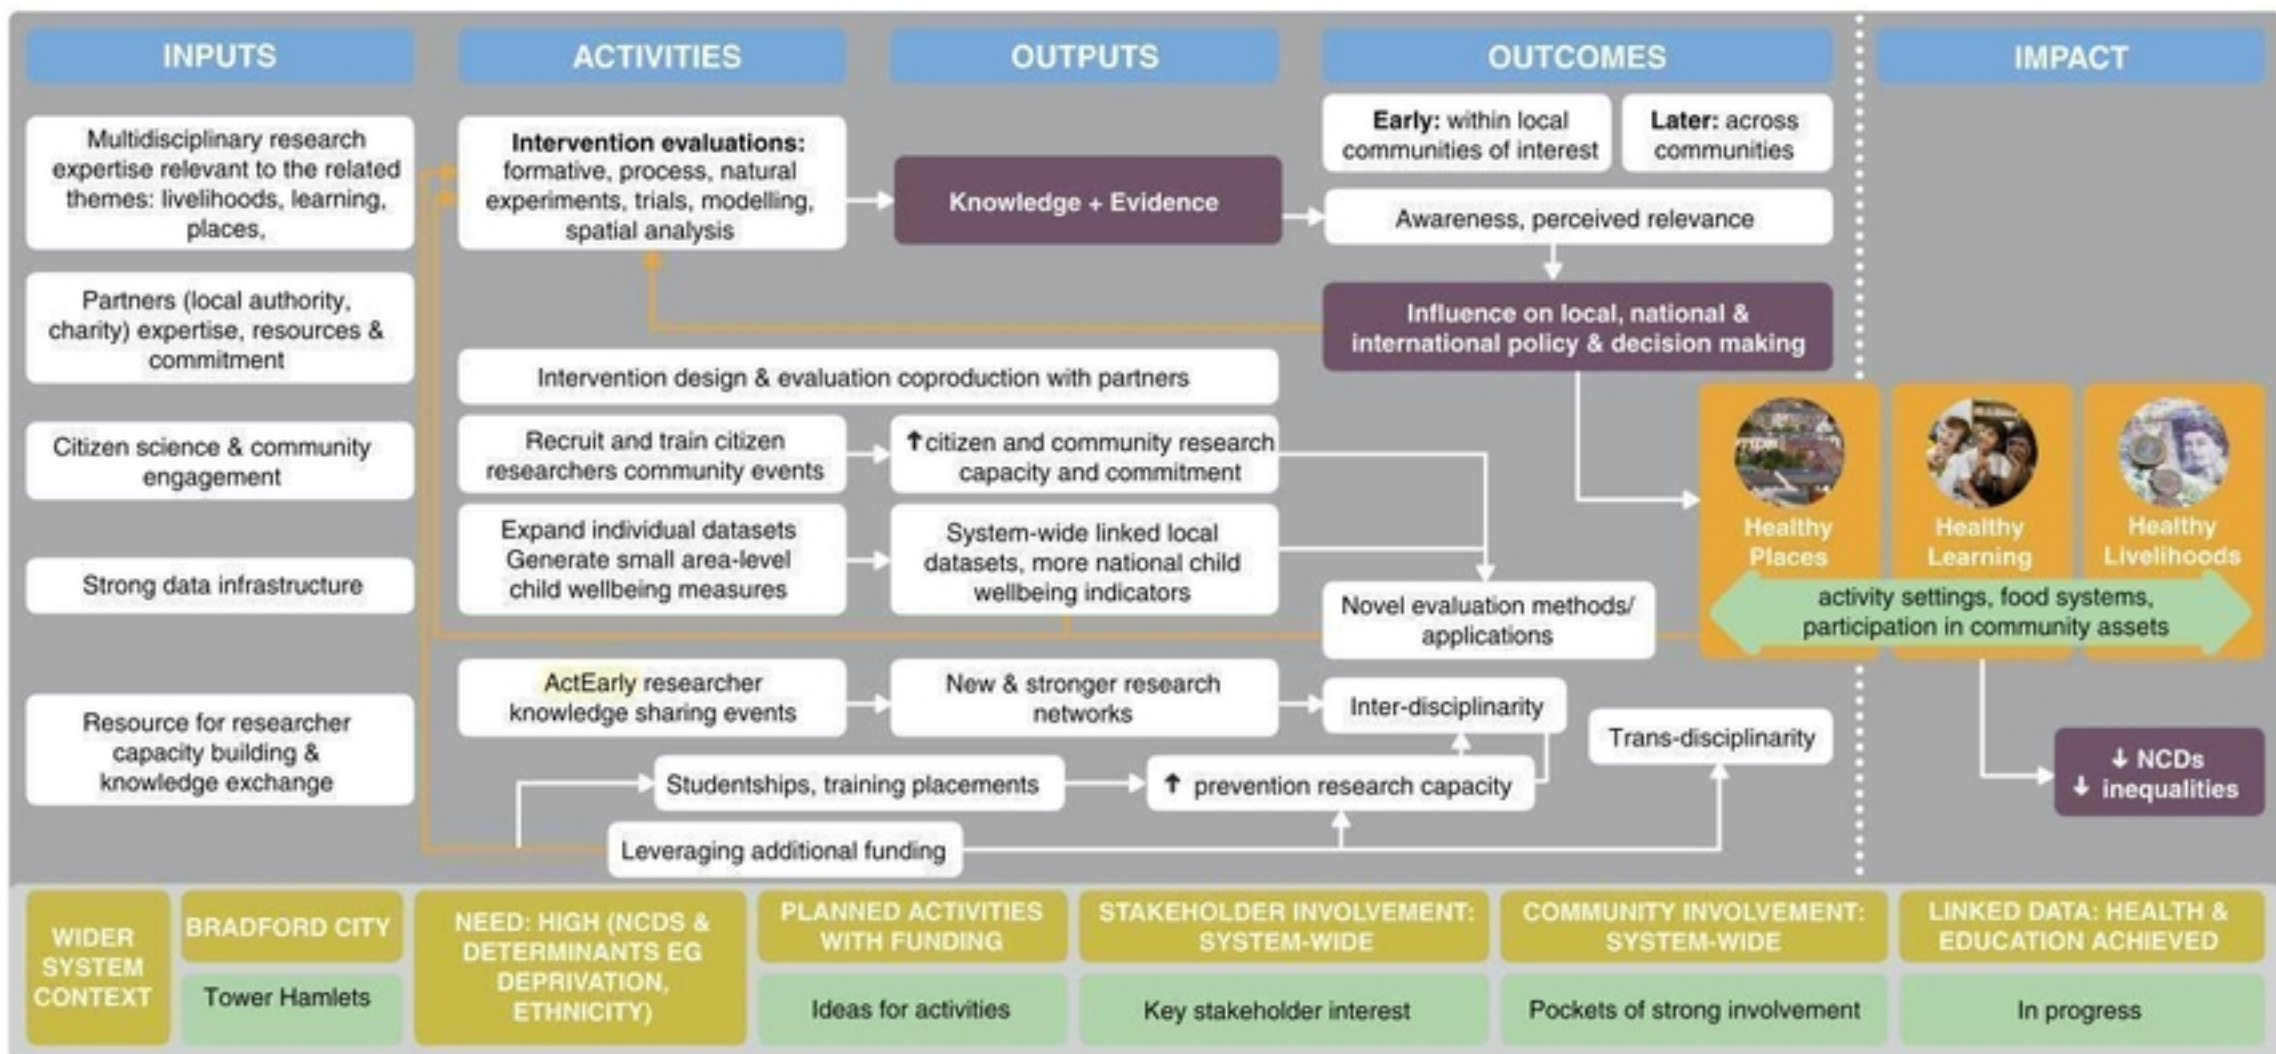 INPUTS
ACTIVITIES
OUTPUTS
OUTCOMES
IMPACT
Multidisciplinary research
expertise relevant to the related
themes: livelihoods, learning,
places,
Partners (local authority,
charity) expertise, resources &
commitment
Citizen science & community
engagement
Strong data infrastructure
Resource for researcher
capacity building &
knowledge exchange
Intervention evaluations:
formative, process, natural
experiments, trials, modelling,
spatial analysis
Knowledge + Evidence
Early: within local
communities of interest
Later: across
communities
Awareness, perceived relevance
Influence on local, national &
international policy & decision making
Intervention design & evaluation coproduction with partners
Recruit and train citizen
researchers community events
↑citizen and community research
capacity and commitment
Expand individual datasets
Generate small area-level
child wellbeing measures
System-wide linked local
datasets, more national child
wellbeing indicators
Novel evaluation methods/
applications
Healthy
Places
Healthy
Learning
Healthy
Livelihoods
activity settings, food systems,
participation in community assets
ActEarly researcher
knowledge sharing events
New & stronger research
networks
Inter-disciplinarity
Trans-disciplinarity
Studentships, training placements
↑ prevention research capacity
Leveraging additional funding
↓ NCDs
↓ inequalities
WIDER
SYSTEM
CONTEXT
BRADFORD CITY
Tower Hamlets
NEED: HIGH (NCDS &
DETERMINANTS EG
DEPRIVATION,
ETHNICITY)
PLANNED ACTIVITIES
WITH FUNDING
Ideas for activities
STAKEHOLDER INVOLVEMENT:
SYSTEM-WIDE
Key stakeholder interest
COMMUNITY INVOLVEMENT:
SYSTEM-WIDE
Pockets of strong involvement
LINKED DATA: HEALTH &
EDUCATION ACHIEVED
In progress